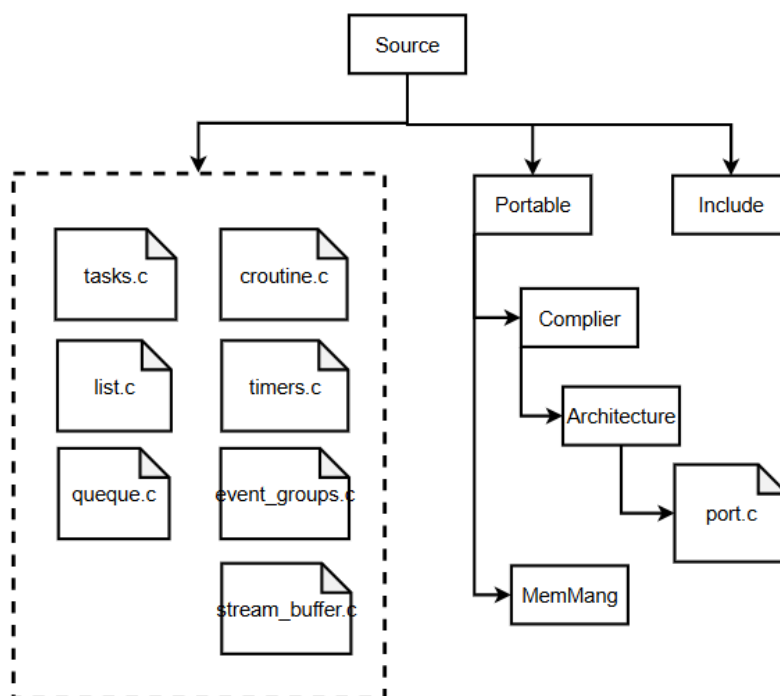 Source
Portable
Include
tasks.c
croutine.c
Complier
list.c
timers.c
Architecture
queque.c
event_groups.c
port.c
stream_buffer.c
MemMang